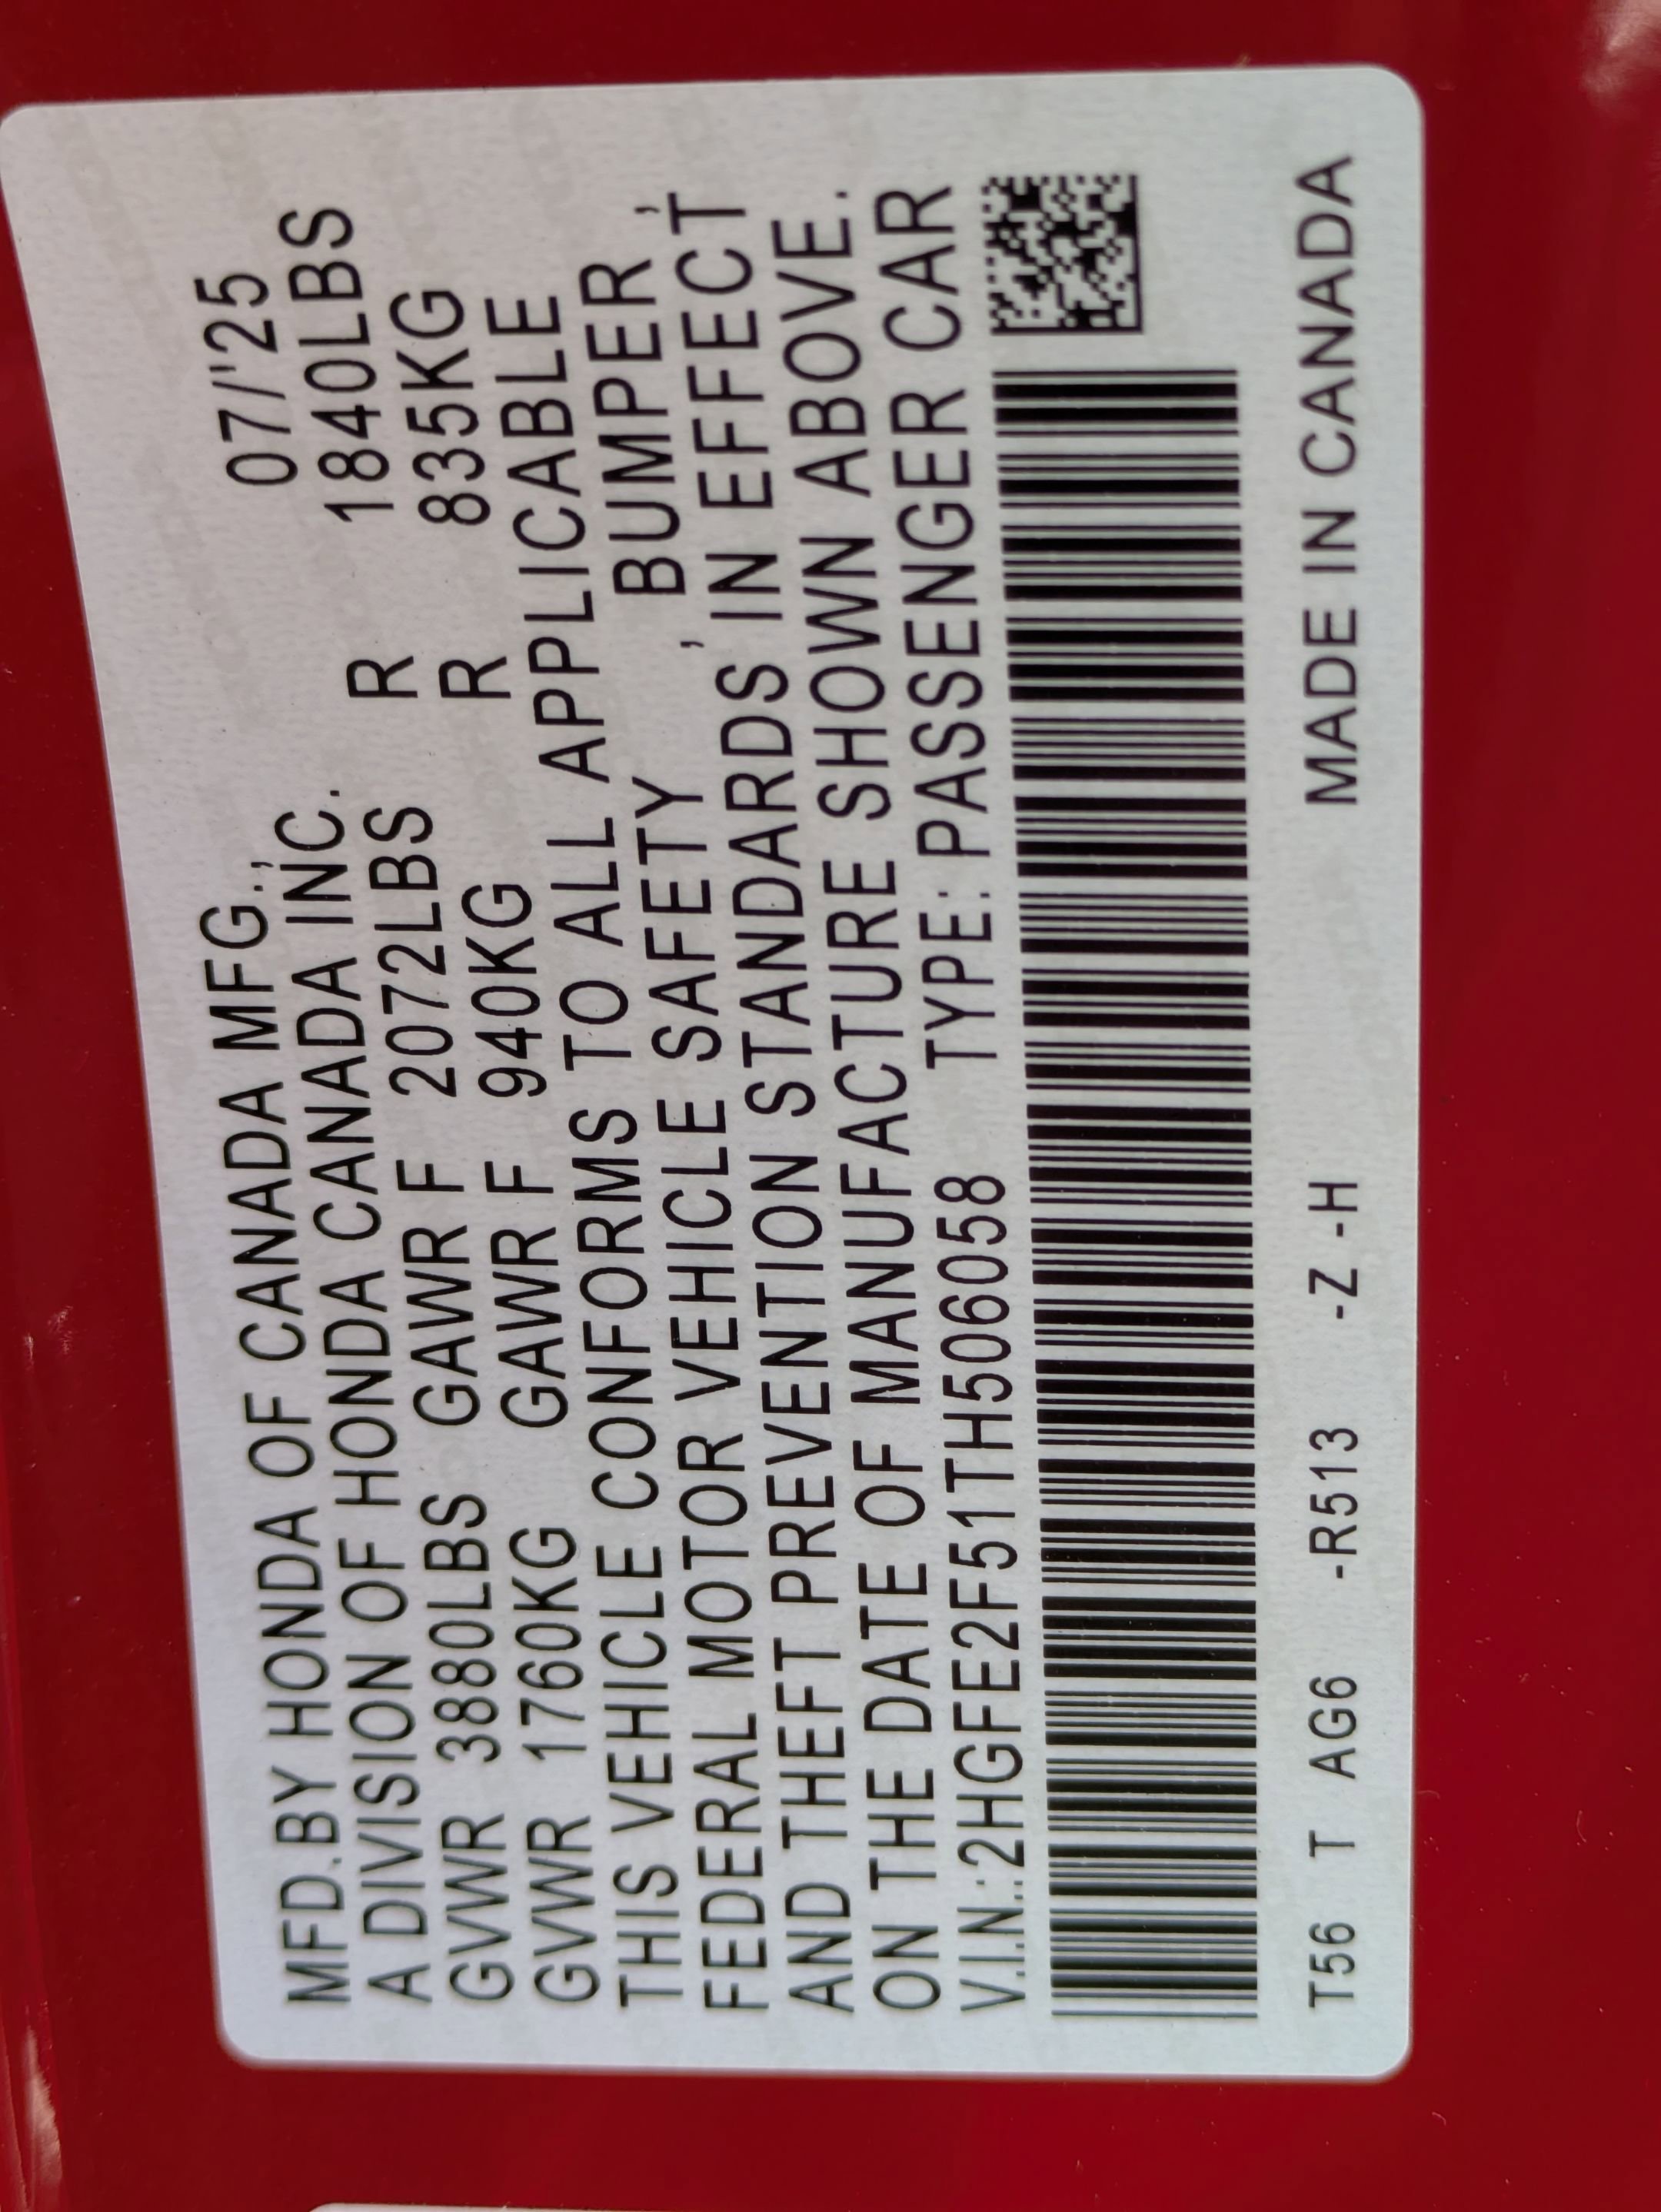 MFD.BY HONDA OF CANADA MFG., 07/'25
A DIVISION OF HONDA CANADA INC.
GVWR 3880LBS GAWR F 2072LBS R 1840LBS
GVWR 1760KG GAWR F 940KG R 835KG
THIS VEHICLE CONFORMS TO ALL APPLICABLE
FEDERAL MOTOR VEHICLE SAFETY, BUMPER,
AND THEFT PREVENTION STANDARDS IN EFFECT
ON THE DATE OF MANUFACTURE SHOWN ABOVE.
V.I.N.:2HGFE2F51TH506058 TYPE: PASSENGER CAR
T56 T AG6 -R513 -Z -H MADE IN CANADA